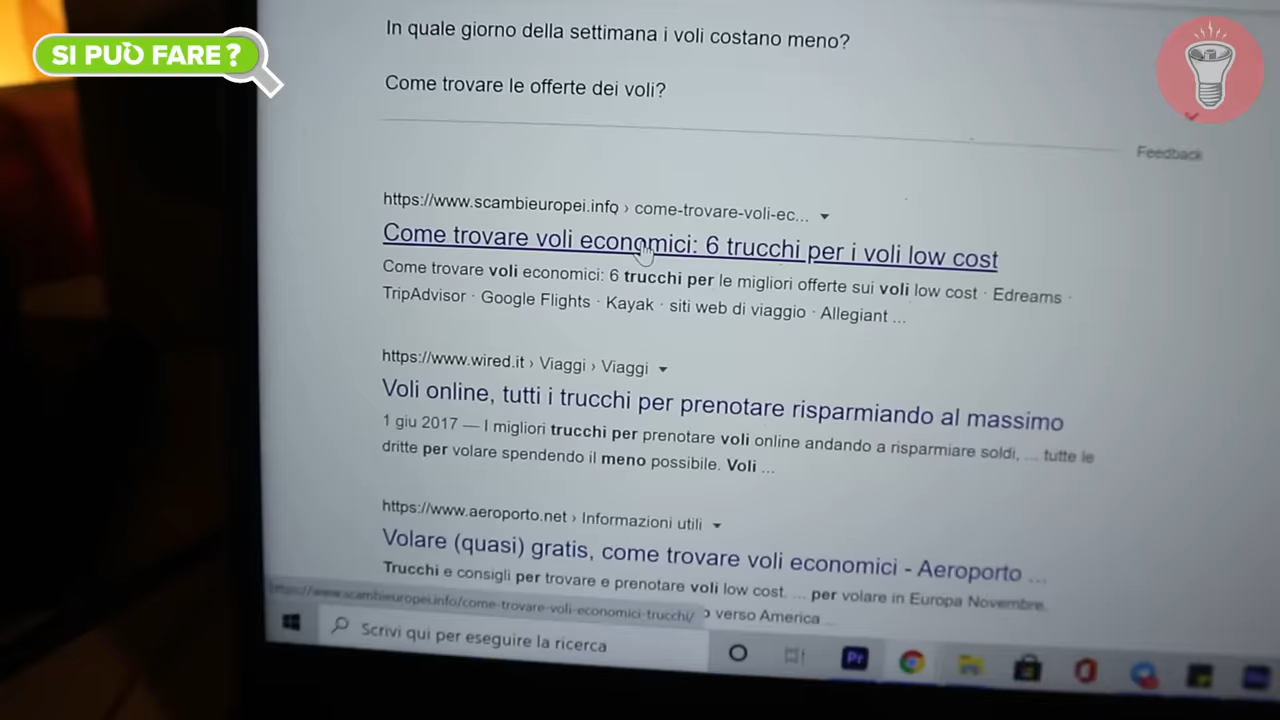 SI PUÒ FARE?
In quale giorno della settimana i voli costano meno?
Come trovare le offerte dei voli?
Feedback
https://www.scambieuropei.info › come-trovare-voli-ec...
Come trovare voli economici: 6 trucchi per i voli low cost
Come trovare voli economici: 6 trucchi per le migliori offerte sui voli low cost · Edreams ·
TripAdvisor · Google Flights · Kayak · siti web di viaggio · Allegiant ...
https://www.wired.it › Viaggi › Viaggi
Voli online, tutti i trucchi per prenotare risparmiando al massimo
1 giu 2017 — I migliori trucchi per prenotare voli online andando a risparmiare soldi, ... tutte le
dritte per volare spendendo il meno possibile. Voli ...
https://www.aeroporto.net › Informazioni utili
Volare (quasi) gratis, come trovare voli economici - Aeroporto ...
Trucchi e consigli per trovare e prenotare voli low cost. ... per volare in Europa Novembre.
https://www.scambieuropei.info/come-trovare-voli-economici-trucchi/
verso America ...
Scrivi qui per eseguire la ricerca
Pr